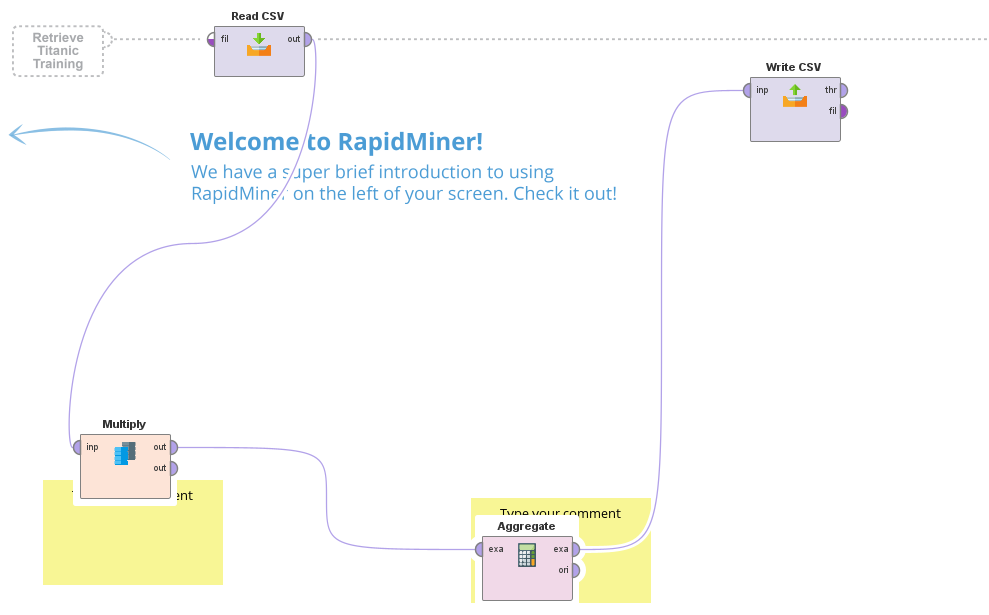 Read CSV
Retrieve
Titanic
Training
fil
out
Write CSV
inp
thr
fil
Welcome to RapidMiner!
We have a super brief introduction to using
RapidMiner on the left of your screen. Check it out!
Multiply
inp
out
out
Type your comment
Aggregate
exa
exa
ori